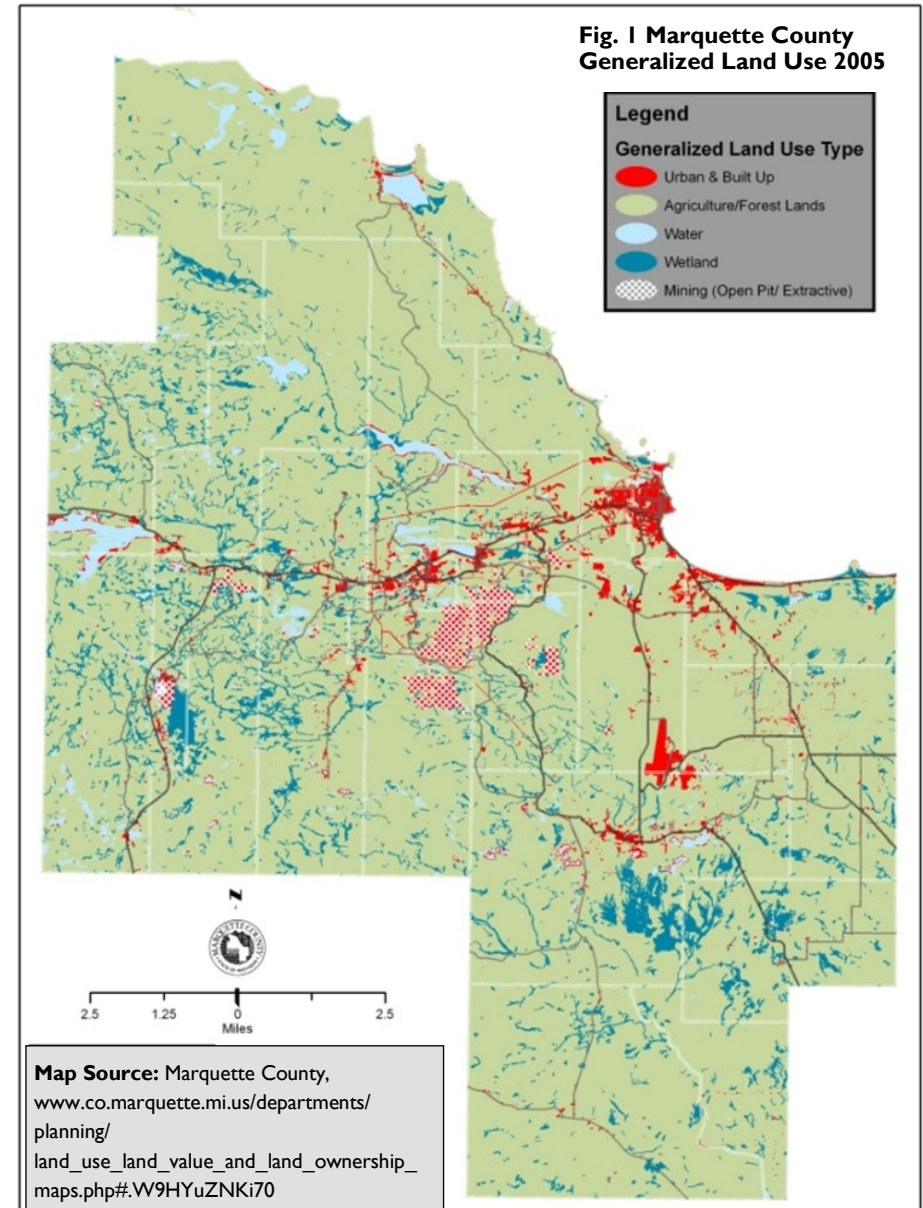 Fig. 1 Marquette County
Generalized Land Use 2005
Legend
Generalized Land Use Type
Urban & Built Up
Agriculture/Forest Lands
Water
Wetland
Mining (Open Pit/ Extractive)
N
MARQUETTE COUNTY
2.5 1.25 0 2.5
Miles
Map Source: Marquette County,
www.co.marquette.mi.us/departments/
planning/
land_use_land_value_and_land_ownership_
maps.php#.W9HYuZNKi70